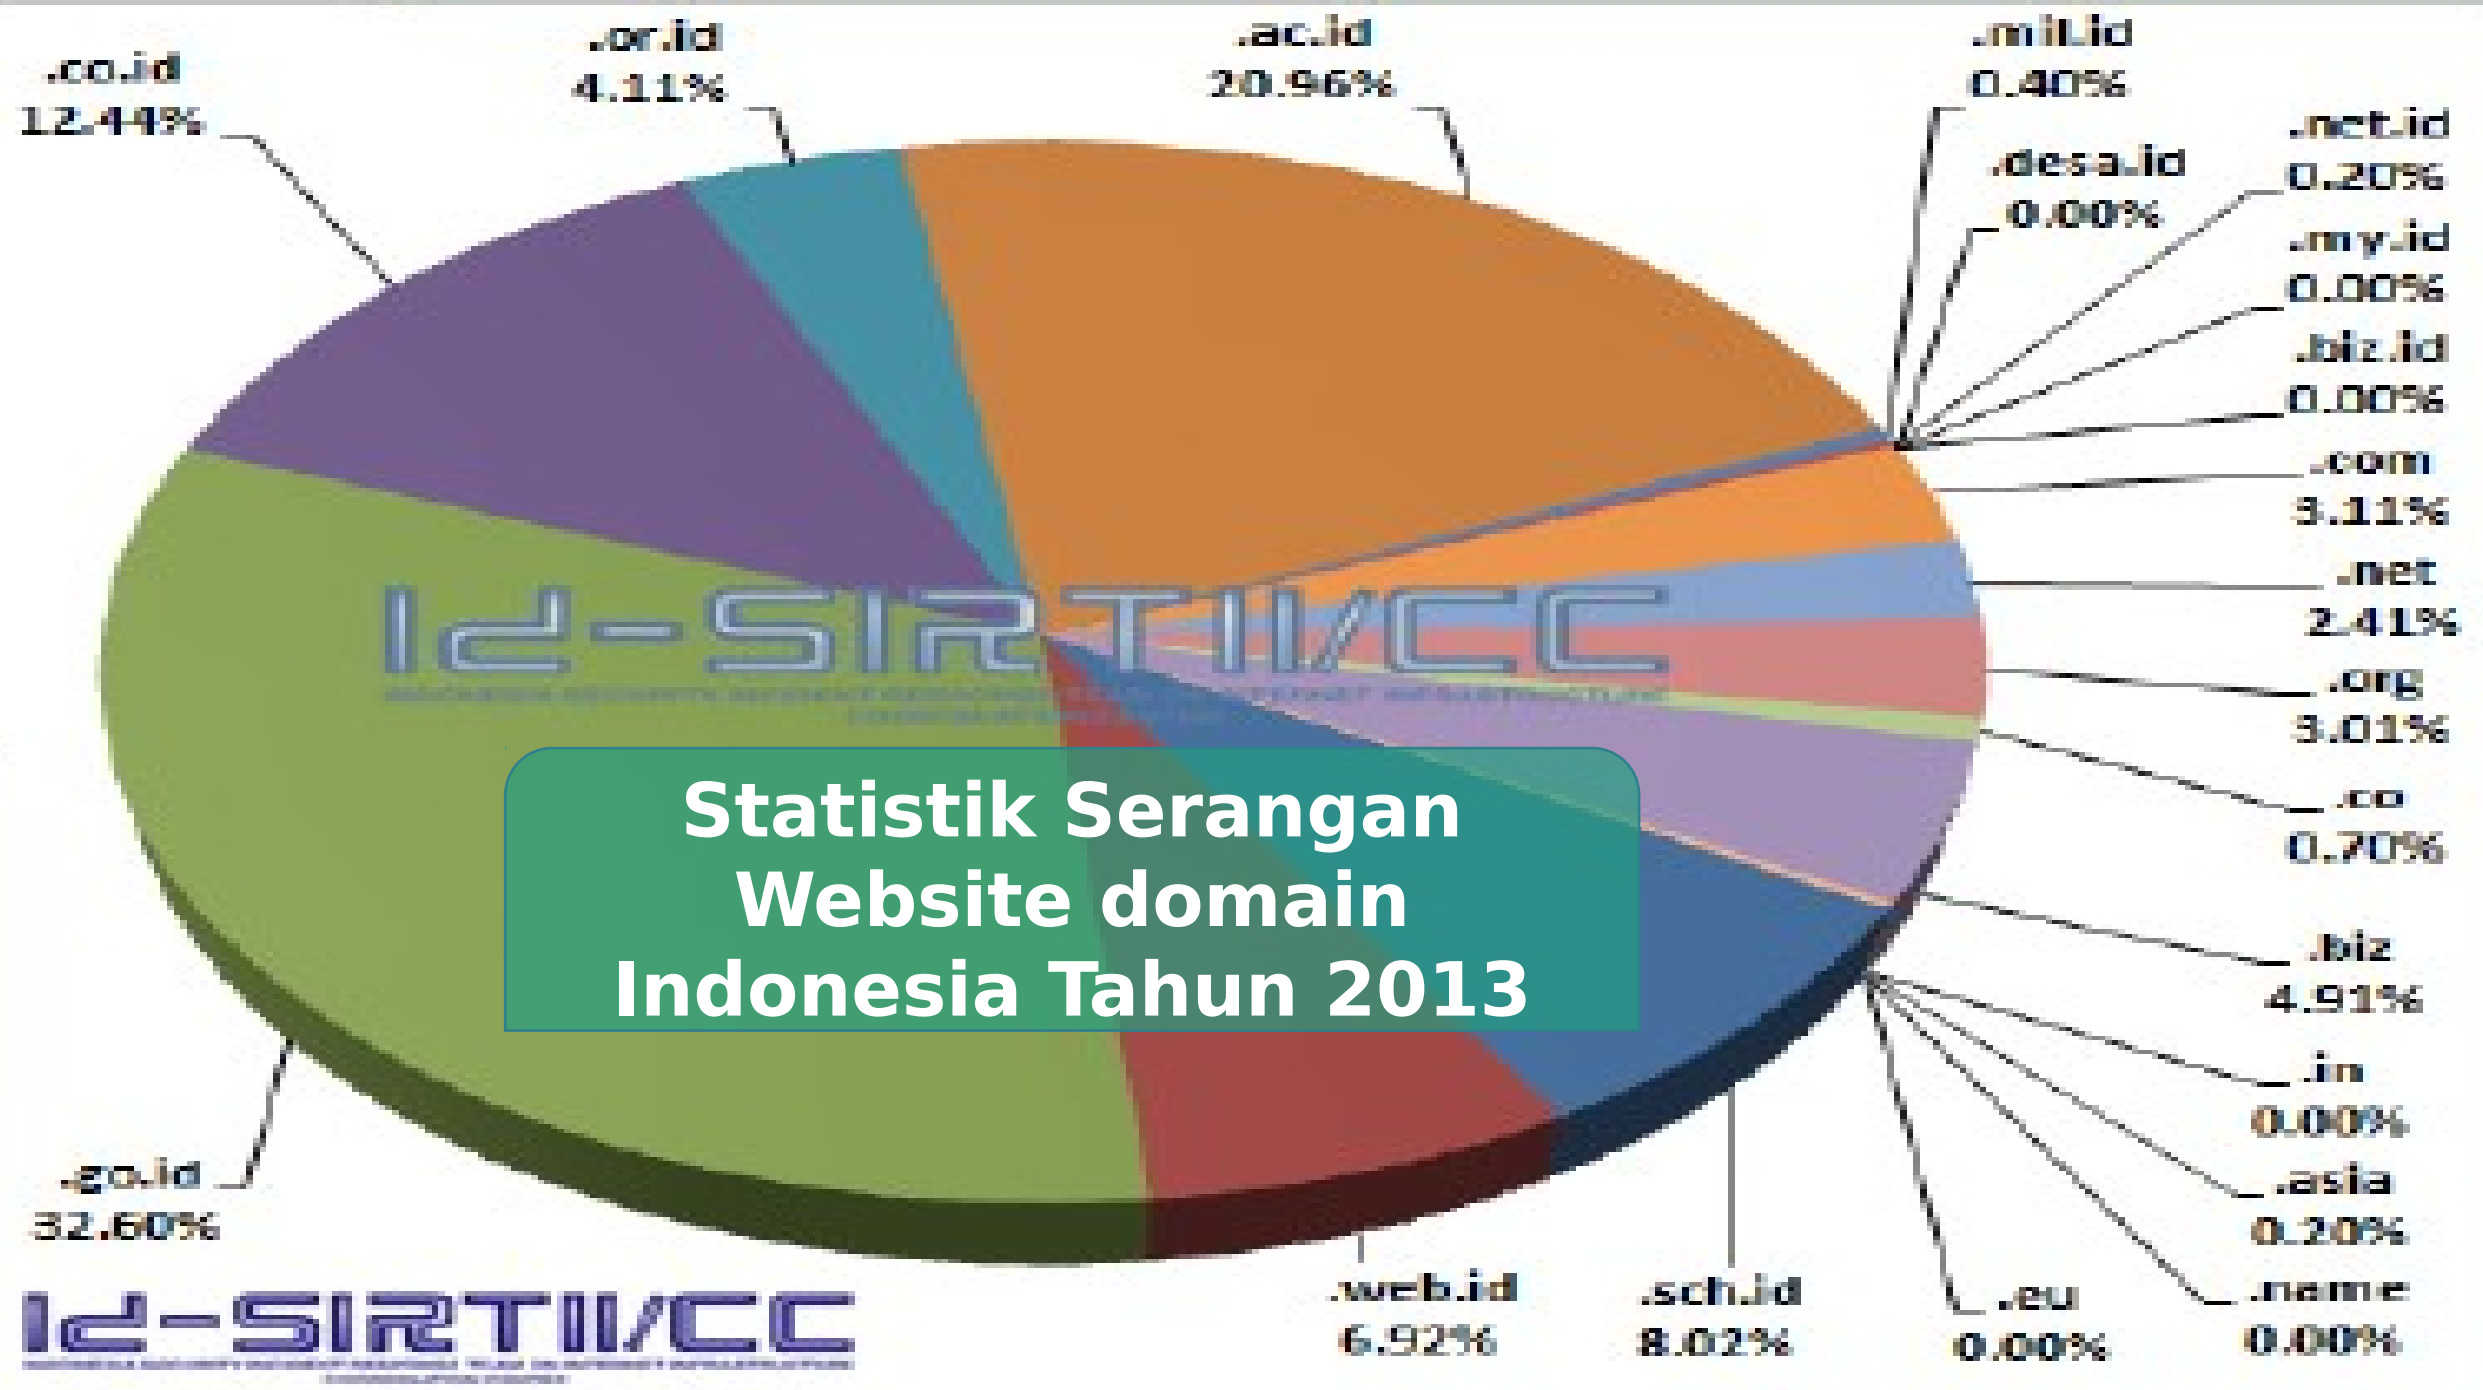 .co.id
12.44%
.or.id
4.11%
.ac.id
20.96%
.mil.id
0.40%
.desa.id
0.00%
.net.id
0.20%
.my.id
0.00%
.biz.id
0.00%
.com
3.11%
.net
2.41%
.org
3.01%
.co
0.70%
.biz
4.91%
.in
0.00%
.asia
0.20%
.name
0.00%
.eu
0.00%
.sch.id
8.02%
.web.id
6.92%
.go.id
32.60%
Id-SIRTII/CC
Statistik Serangan
Website domain
Indonesia Tahun 2013
Id-SIRTII/CC